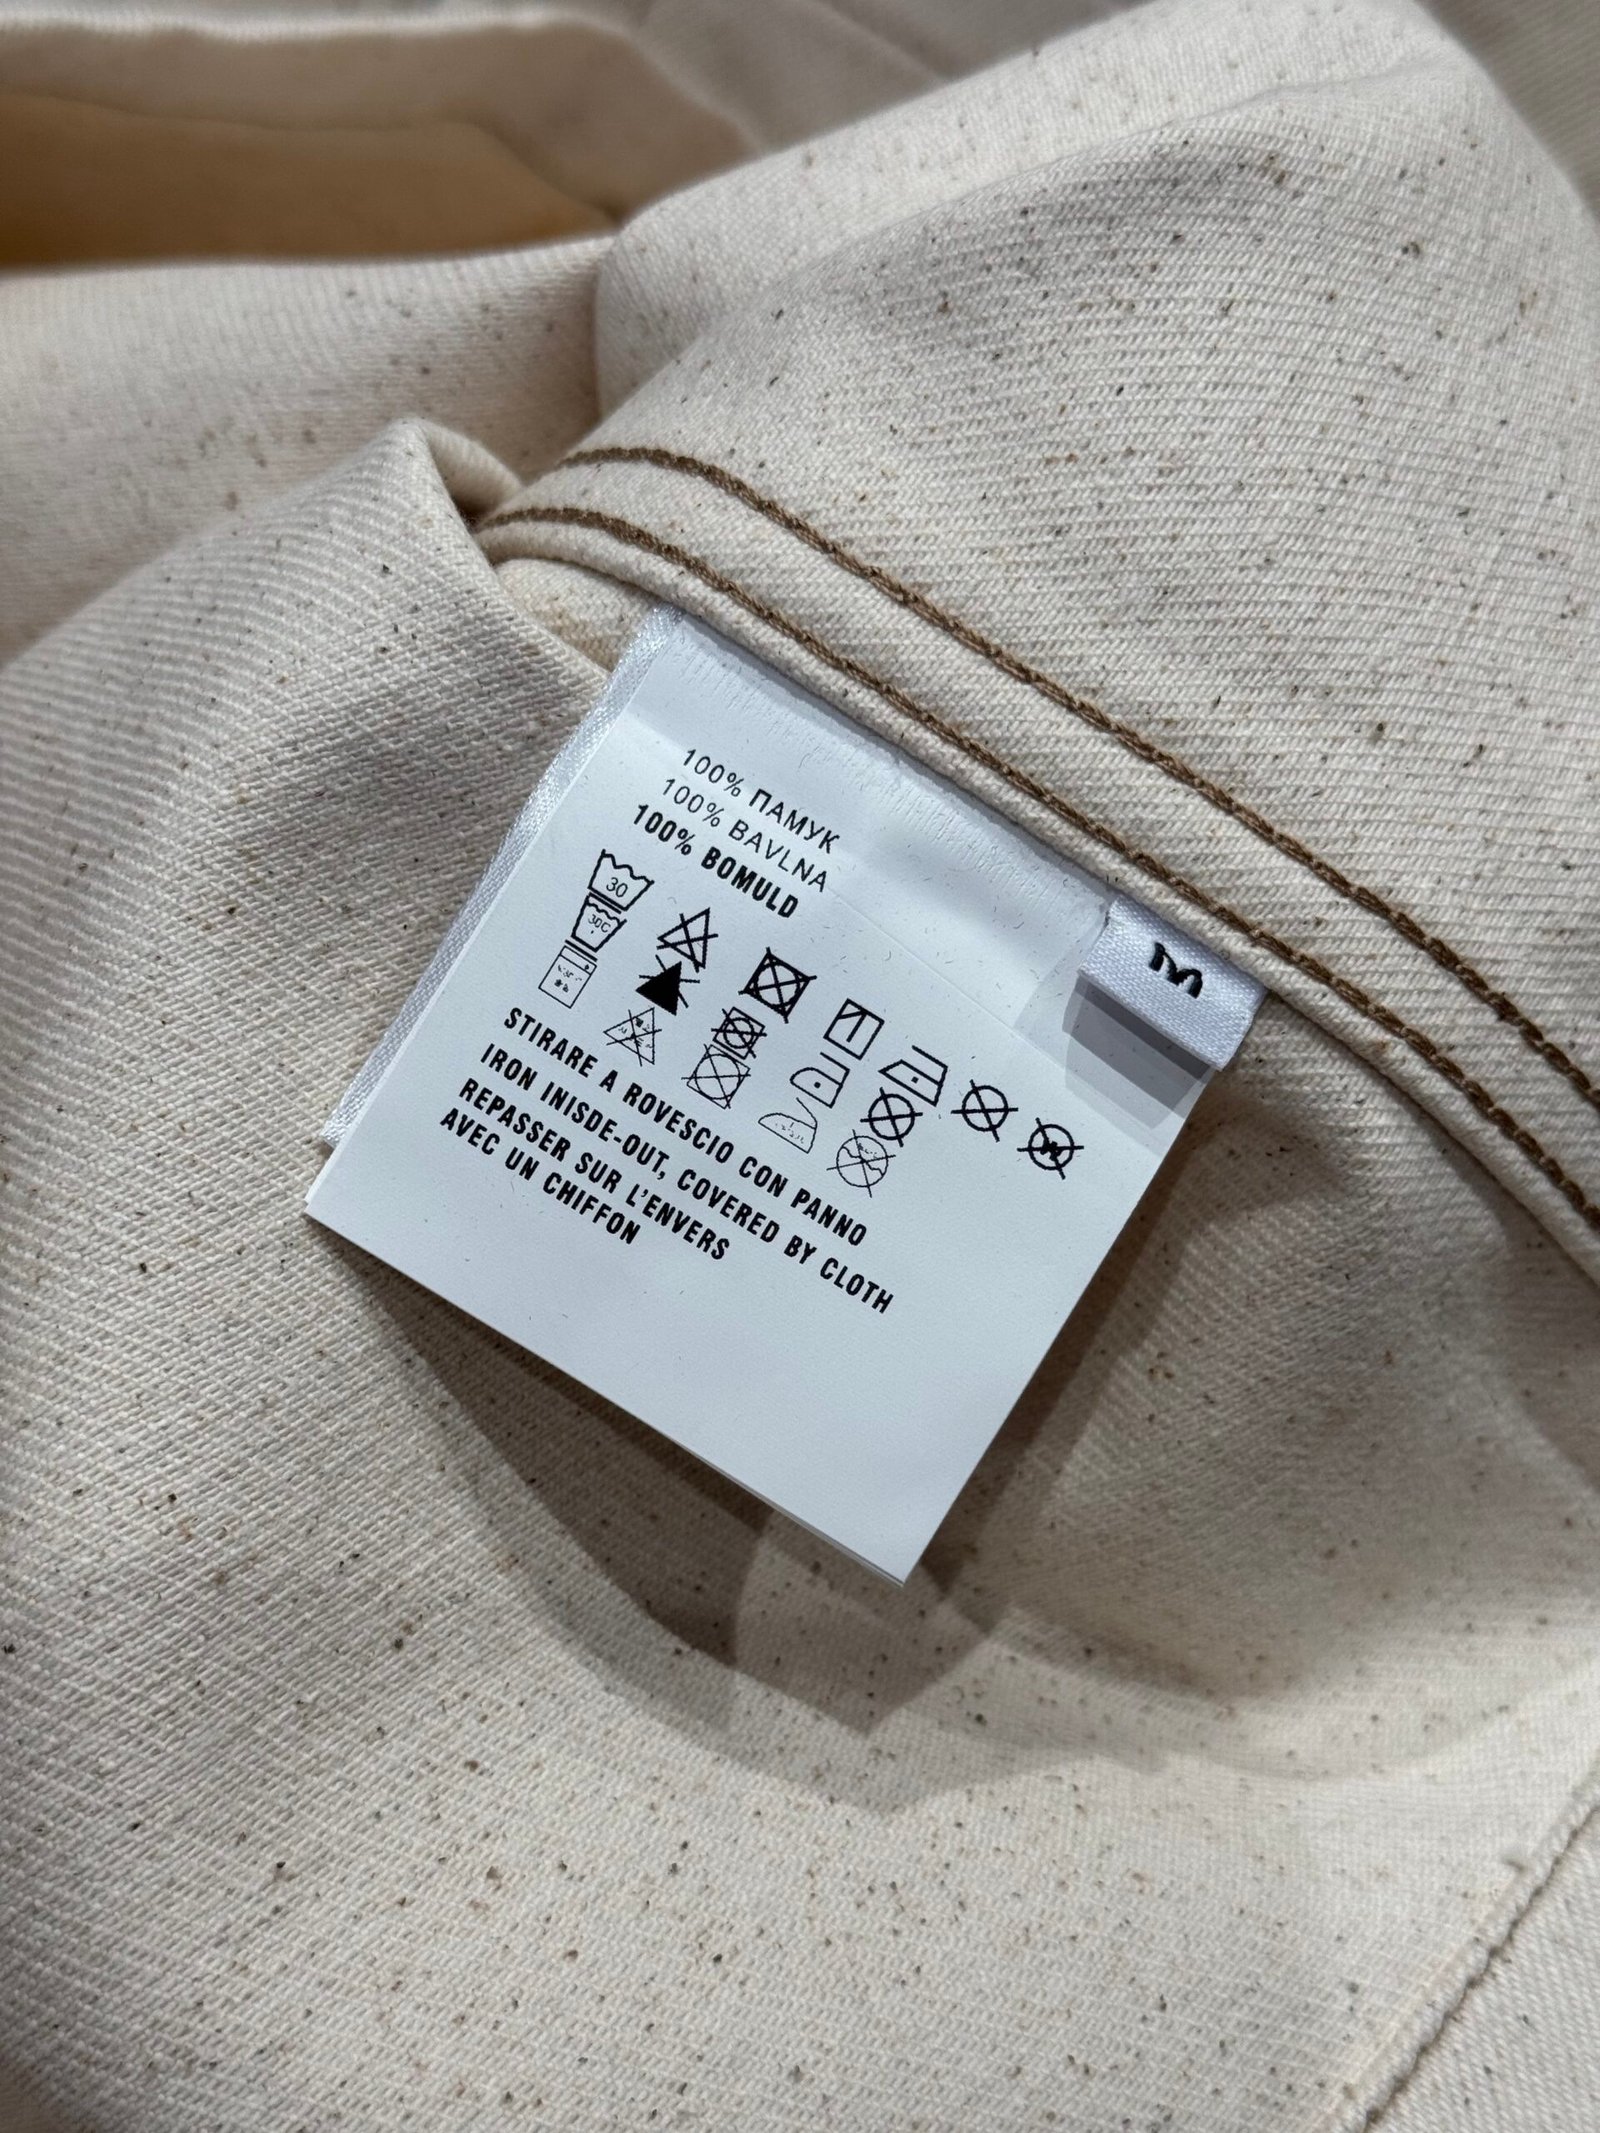 100% ПАМУК
100% BAVLNA
100% BOMULD
30
30C
STIRARE A ROVESCIO CON PANNO
IRON INISDE-OUT, COVERED BY CLOTH
REPASSER SUR L'ENVERS
AVEC UN CHIFFON
M